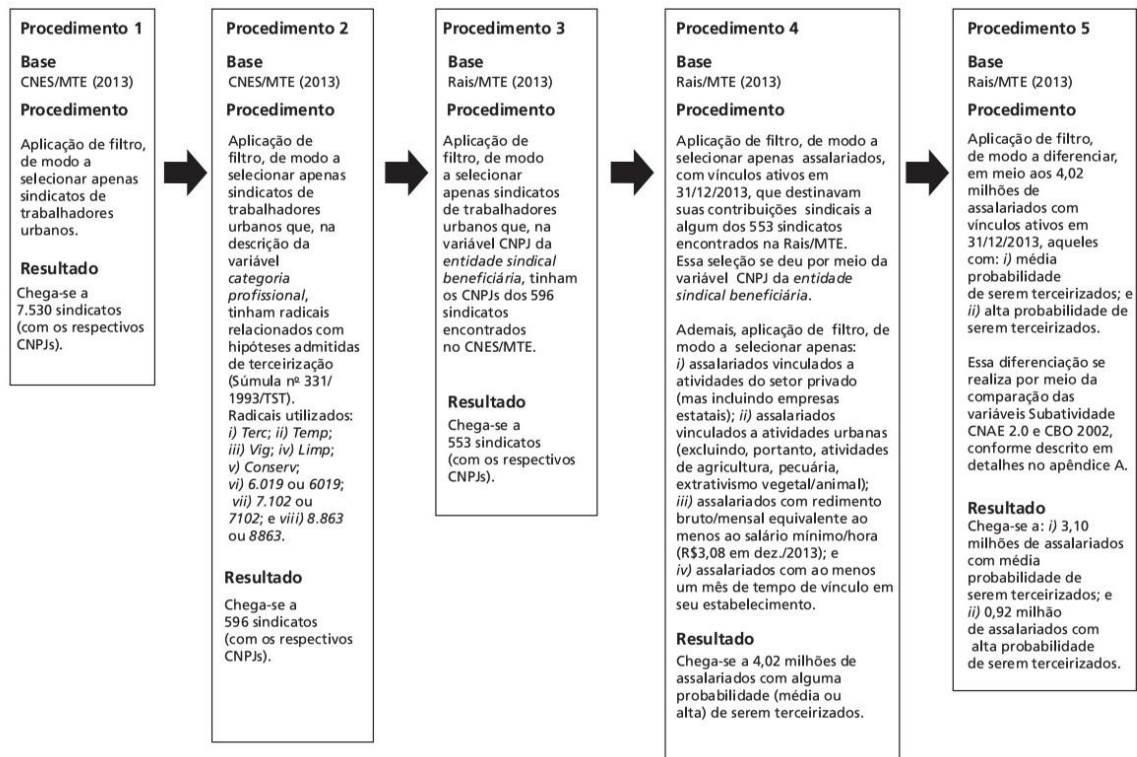 Procedimento 1
Base
CNES/MTE (2013)
Procedimento
Aplicação de filtro,
de modo a
selecionar apenas
sindicatos de
trabalhadores
urbanos.
Resultado
Chega-se a
7.530 sindicatos
(com os respectivos
CNPJs).
Procedimento 2
Base
CNES/MTE (2013)
Procedimento
Aplicação de
filtro, de modo a
selecionar apenas
sindicatos de
trabalhadores
urbanos que, na
descrição da
variável
categoria
profissional,
tinham radicais
relacionados com
hipóteses admitidas
de terceirização
(Súmula nº 331/
1993/TST).
Radicais utilizados:
i) Terc; ii) Temp;
iii) Vig; iv) Limp;
v) Conserv;
vi) 6.019 ou 6019;
vii) 7.102 ou
7102; e viii) 8.863
ou 8863.
Resultado
Chega-se a
596 sindicatos
(com os respectivos
CNPJs).
Procedimento 3
Base
Rais/MTE (2013)
Procedimento
Aplicação de
filtro, de modo
a selecionar
apenas sindicatos
de trabalhadores
urbanos que, na
variável CNPJ da
entidade sindical
beneficiária, tinham
os CNPJs dos 596
sindicatos
encontrados
no CNES/MTE.
Resultado
Chega-se a
553 sindicatos
(com os respectivos
CNPJs).
Procedimento 4
Base
Rais/MTE (2013)
Procedimento
Aplicação de filtro, de modo a
selecionar apenas assalariados,
com vínculos ativos em
31/12/2013, que destinavam
suas contribuições sindicais a
algum dos 553 sindicatos
encontrados na Rais/MTE.
Essa seleção se deu por meio da
variável CNPJ da entidade
sindical beneficiária.
Ademais, aplicação de filtro, de
modo a selecionar apenas:
i) assalariados vinculados a
atividades do setor privado
(mas incluindo empresas
estatais); ii) assalariados
vinculados a atividades urbanas
(excluindo, portanto, atividades
de agricultura, pecuária,
extrativismo vegetal/animal);
iii) assalariados com redimento
bruto/mensal equivalente ao
menos ao salário mínimo/hora
(R$3,08 em dez./2013); e
iv) assalariados com ao menos
um mês de tempo de vínculo em
seu estabelecimento.
Resultado
Chega-se a 4,02 milhões de
assalariados com alguma
probabilidade (média ou
alta) de serem terceirizados.
Procedimento 5
Base
Rais/MTE (2013)
Procedimento
Aplicação de filtro,
de modo a diferenciar,
em meio aos 4,02
milhões de
assalariados com
vínculos ativos em
31/12/2013, aqueles
com: i) média
probabilidade
de serem terceirizados; e
ii) alta probabilidade de
serem terceirizados.
Essa diferenciação se
realiza por meio da
comparação das
variáveis Subatividade
CNAE 2.0 e CBO 2002,
conforme descrito em
detalhes no apêndice A.
Resultado
Chega-se a: i) 3,10
milhões de assalariados
com média
probabilidade de
serem terceirizados; e
ii) 0,92 milhão
de assalariados com
alta probabilidade
de serem terceirizados.